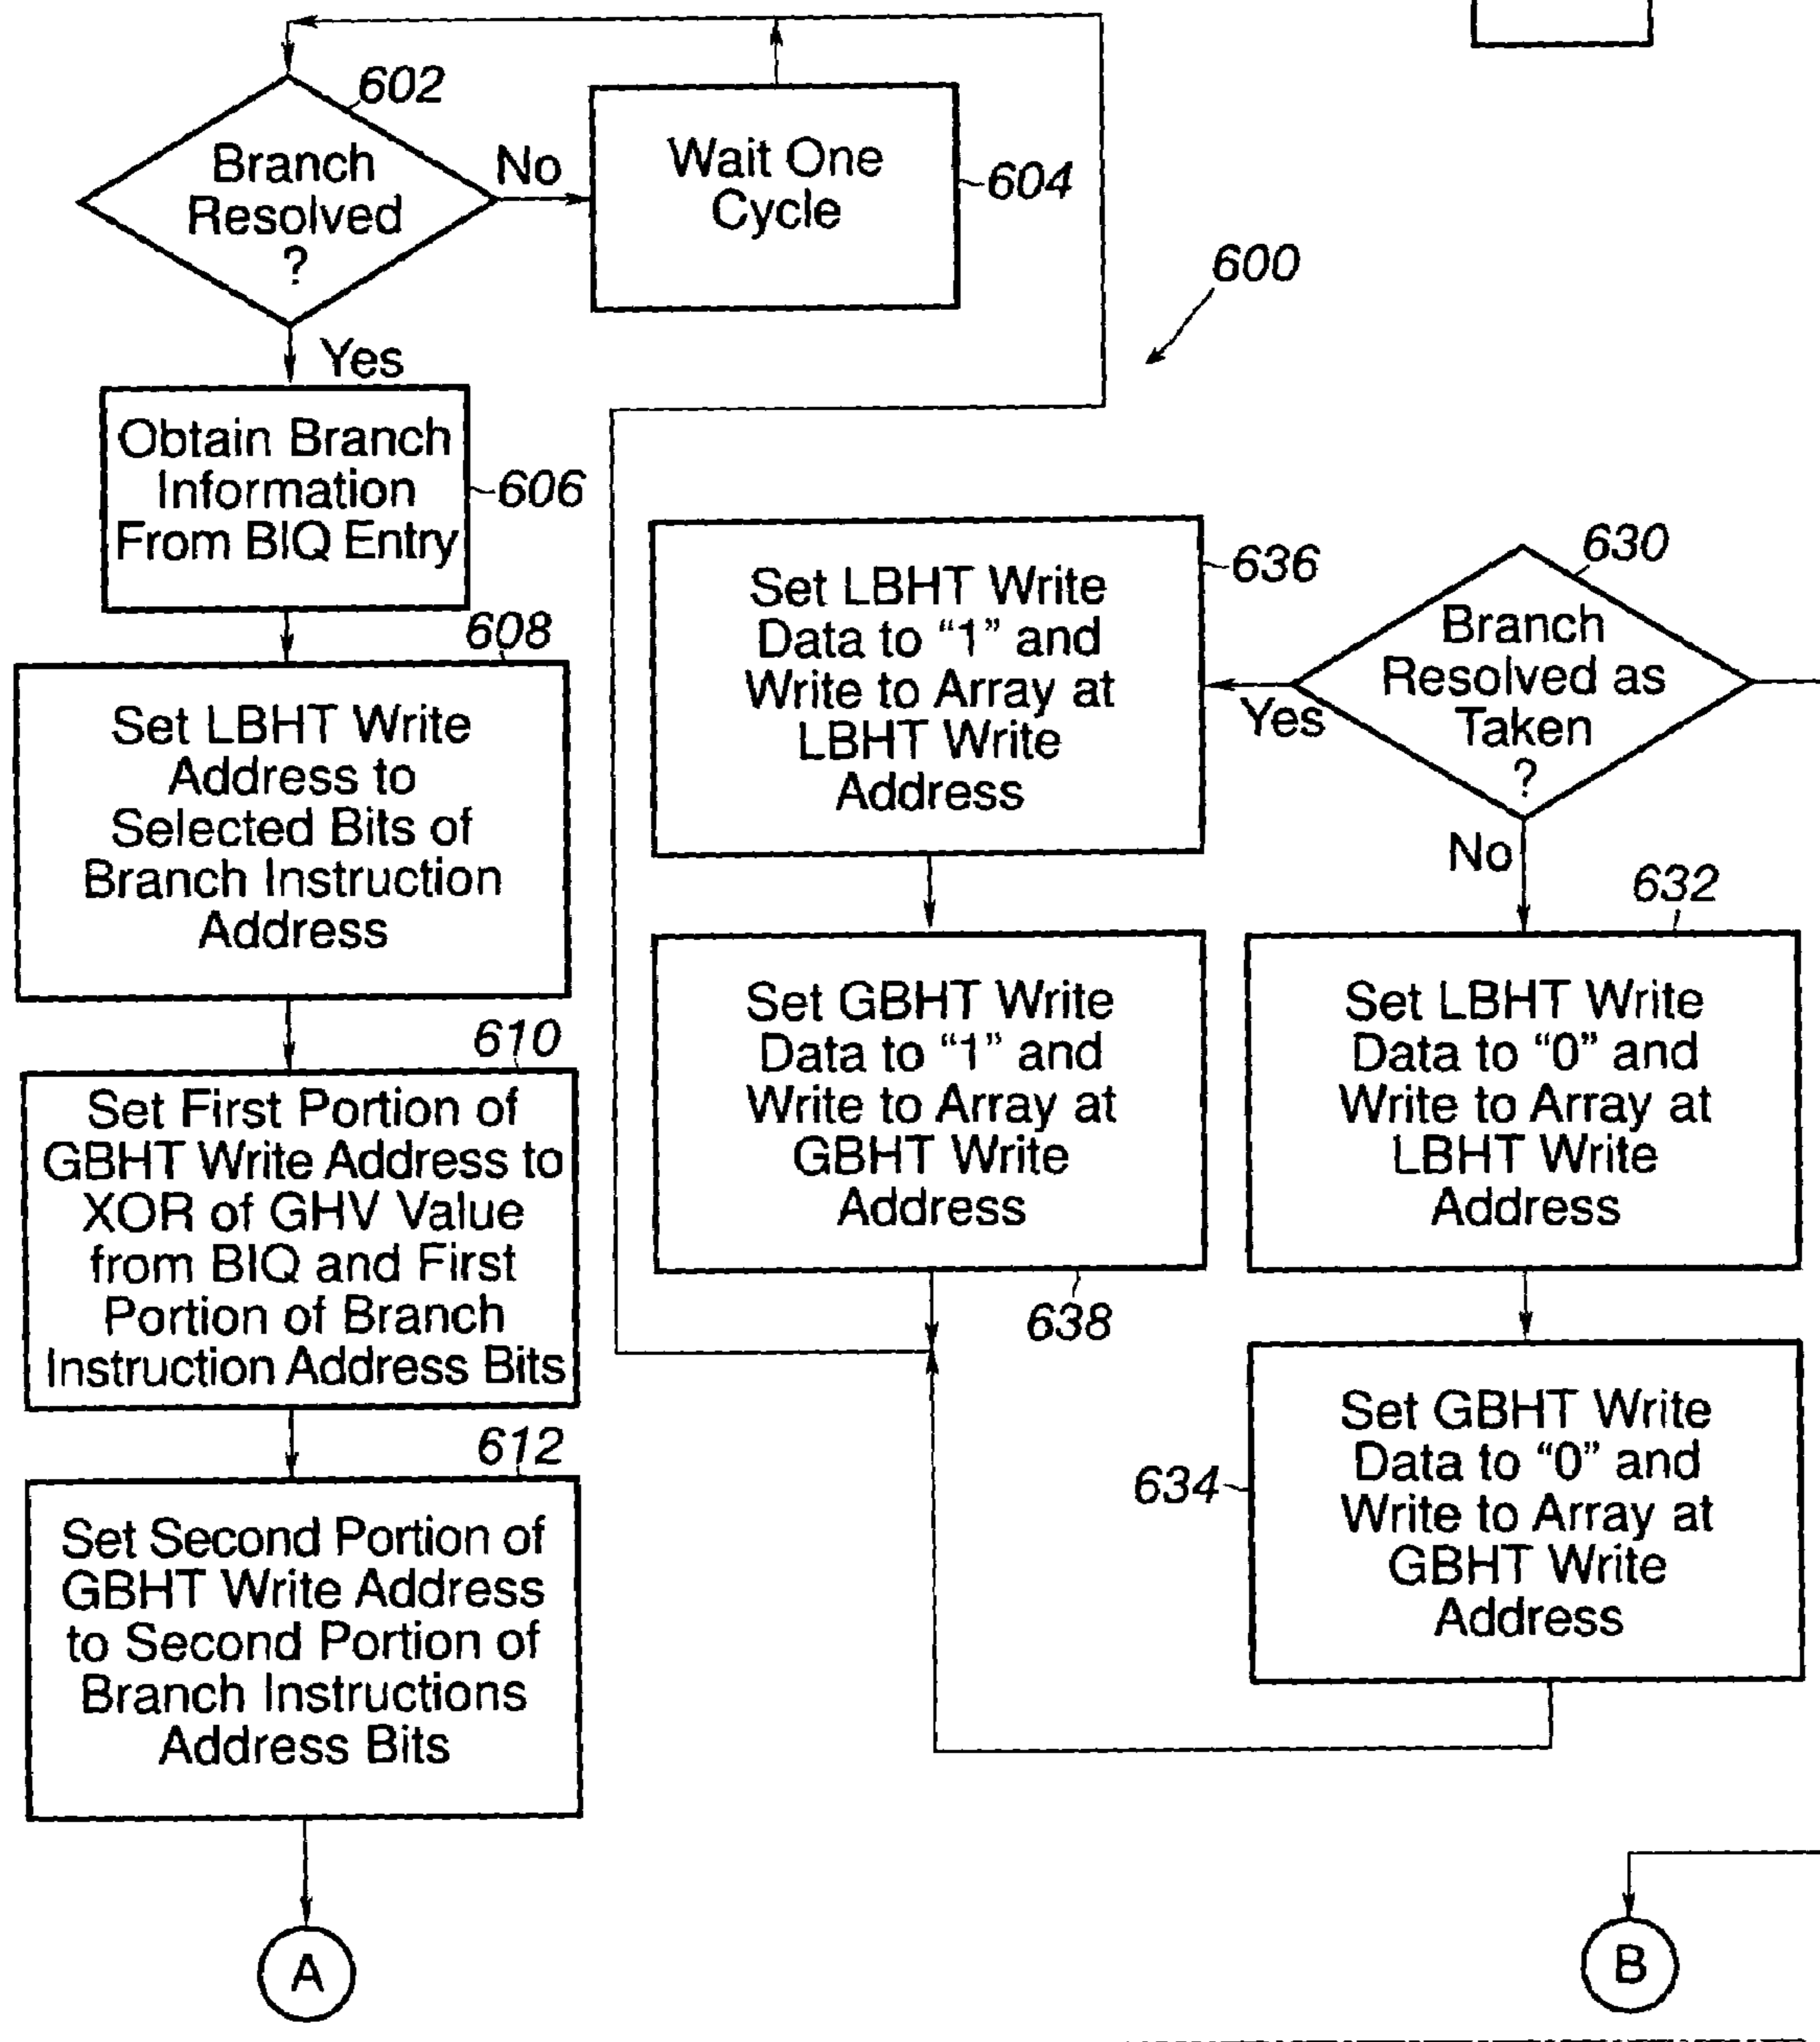 602
Branch
Resolved
?
No
Wait One
Cycle
604
600
Yes
Obtain Branch
Information
From BIQ Entry
606
608
Set LBHT Write
Address to
Selected Bits of
Branch Instruction
Address
610
Set First Portion of
GBHT Write Address to
XOR of GHV Value
from BIQ and First
Portion of Branch
Instruction Address Bits
612
Set Second Portion of
GBHT Write Address
to Second Portion of
Branch Instructions
Address Bits
A
636
Set LBHT Write
Data to “1” and
Write to Array at
LBHT Write
Address
Set GBHT Write
Data to “1” and
Write to Array at
GBHT Write
Address
638
630
Branch
Resolved as
Taken
?
Yes
No
632
Set LBHT Write
Data to “0” and
Write to Array at
LBHT Write
Address
634
Set GBHT Write
Data to “0” and
Write to Array at
GBHT Write
Address
B